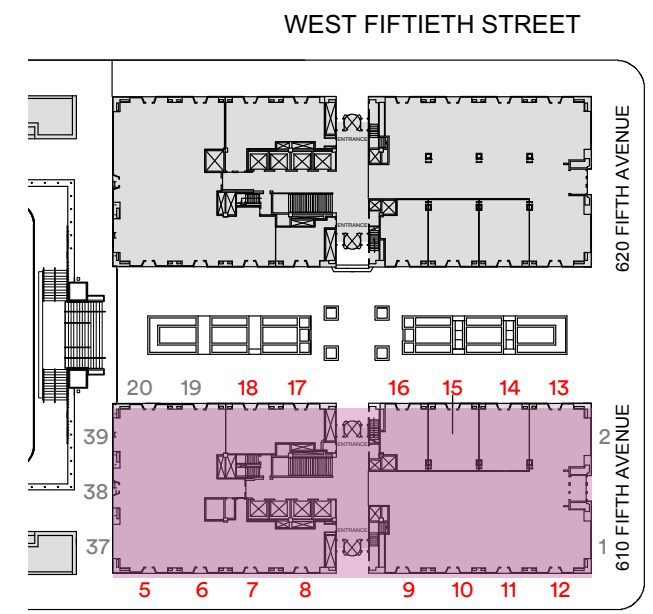 WEST FIFTIETH STREET
ENTRANCE
620 FIFTH AVENUE
ENTRANCE
20 19 18 17 16 15 14 13
ENTRANCE
39 2
38
610 FIFTH AVENUE
ENTRANCE
37 1
5 6 7 8 9 10 11 12